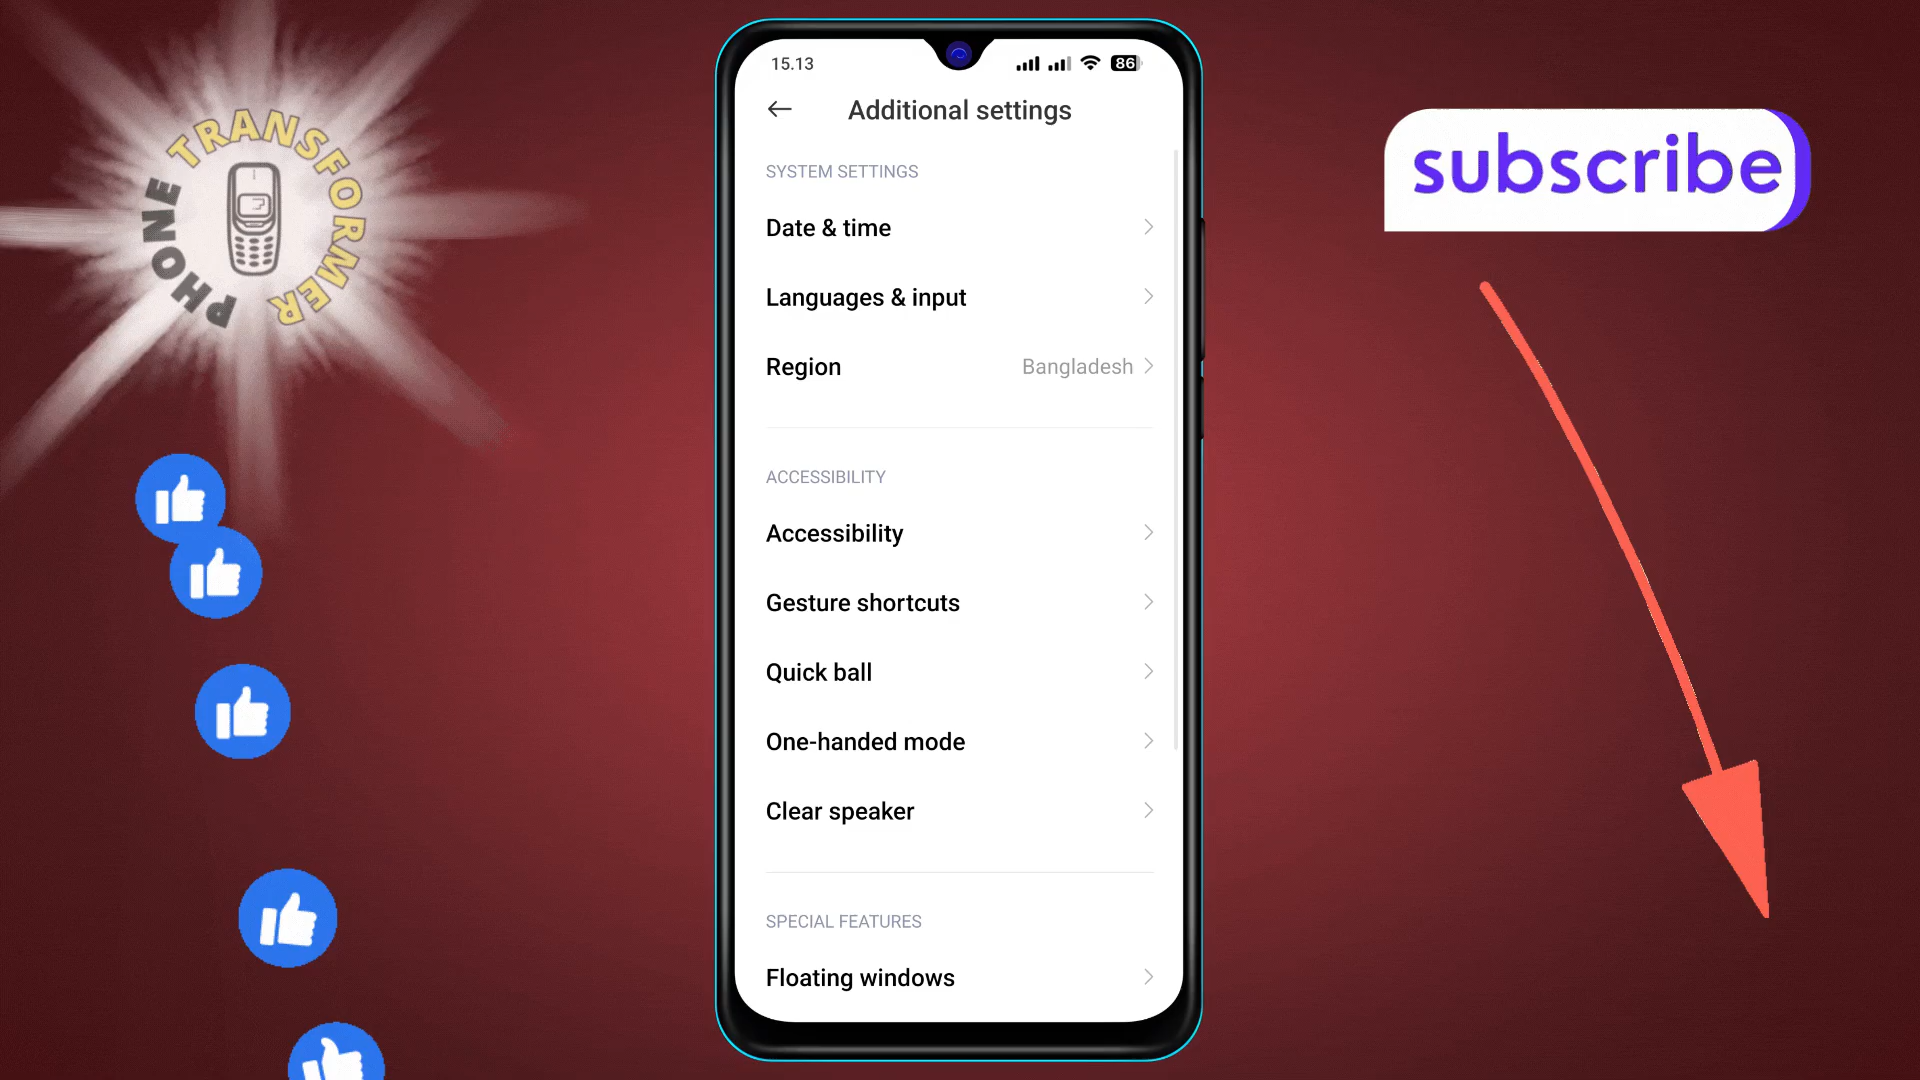 PHONE TRANSFORMER
subscribe
15.13
86
Additional settings
SYSTEM SETTINGS
Date & time
Languages & input
Region Bangladesh
ACCESSIBILITY
Accessibility
Gesture shortcuts
Quick ball
One-handed mode
Clear speaker
SPECIAL FEATURES
Floating windows